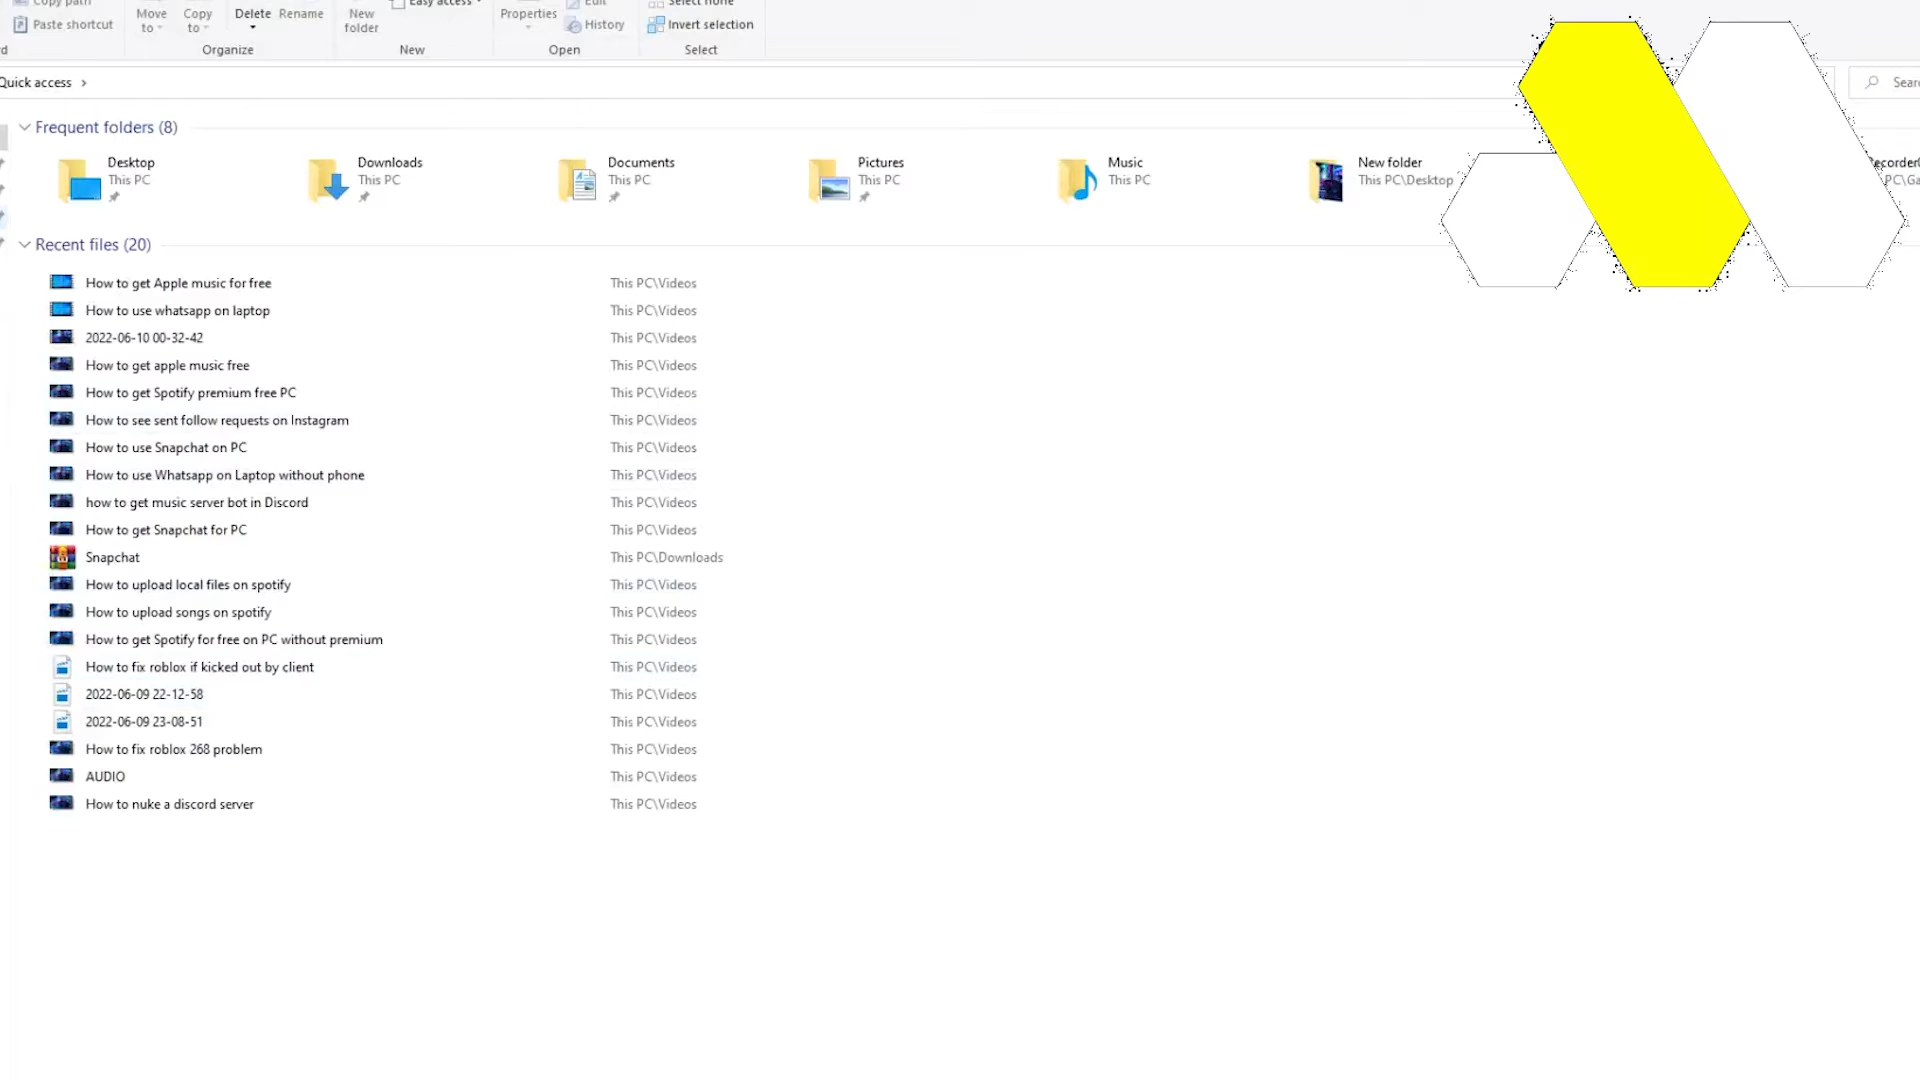 Copy path
Paste shortcut
Move to
Copy to
Delete
Rename
New folder
Easy access
Properties
Edit
History
Select none
Invert selection
Organize
New
Open
Select
Quick access
Frequent folders (8)
Desktop
This PC
Downloads
This PC
Documents
This PC
Pictures
This PC
Music
This PC
New folder
This PC\Desktop
Recent files (20)
How to get Apple music for free This PC\Videos
How to use whatsapp on laptop This PC\Videos
2022-06-10 00-32-42 This PC\Videos
How to get apple music free This PC\Videos
How to get Spotify premium free PC This PC\Videos
How to see sent follow requests on Instagram This PC\Videos
How to use Snapchat on PC This PC\Videos
How to use Whatsapp on Laptop without phone This PC\Videos
how to get music server bot in Discord This PC\Videos
How to get Snapchat for PC This PC\Videos
Snapchat This PC\Downloads
How to upload local files on spotify This PC\Videos
How to upload songs on spotify This PC\Videos
How to get Spotify for free on PC without premium This PC\Videos
How to fix roblox if kicked out by client This PC\Videos
2022-06-09 22-12-58 This PC\Videos
2022-06-09 23-08-51 This PC\Videos
How to fix roblox 268 problem This PC\Videos
AUDIO This PC\Videos
How to nuke a discord server This PC\Videos